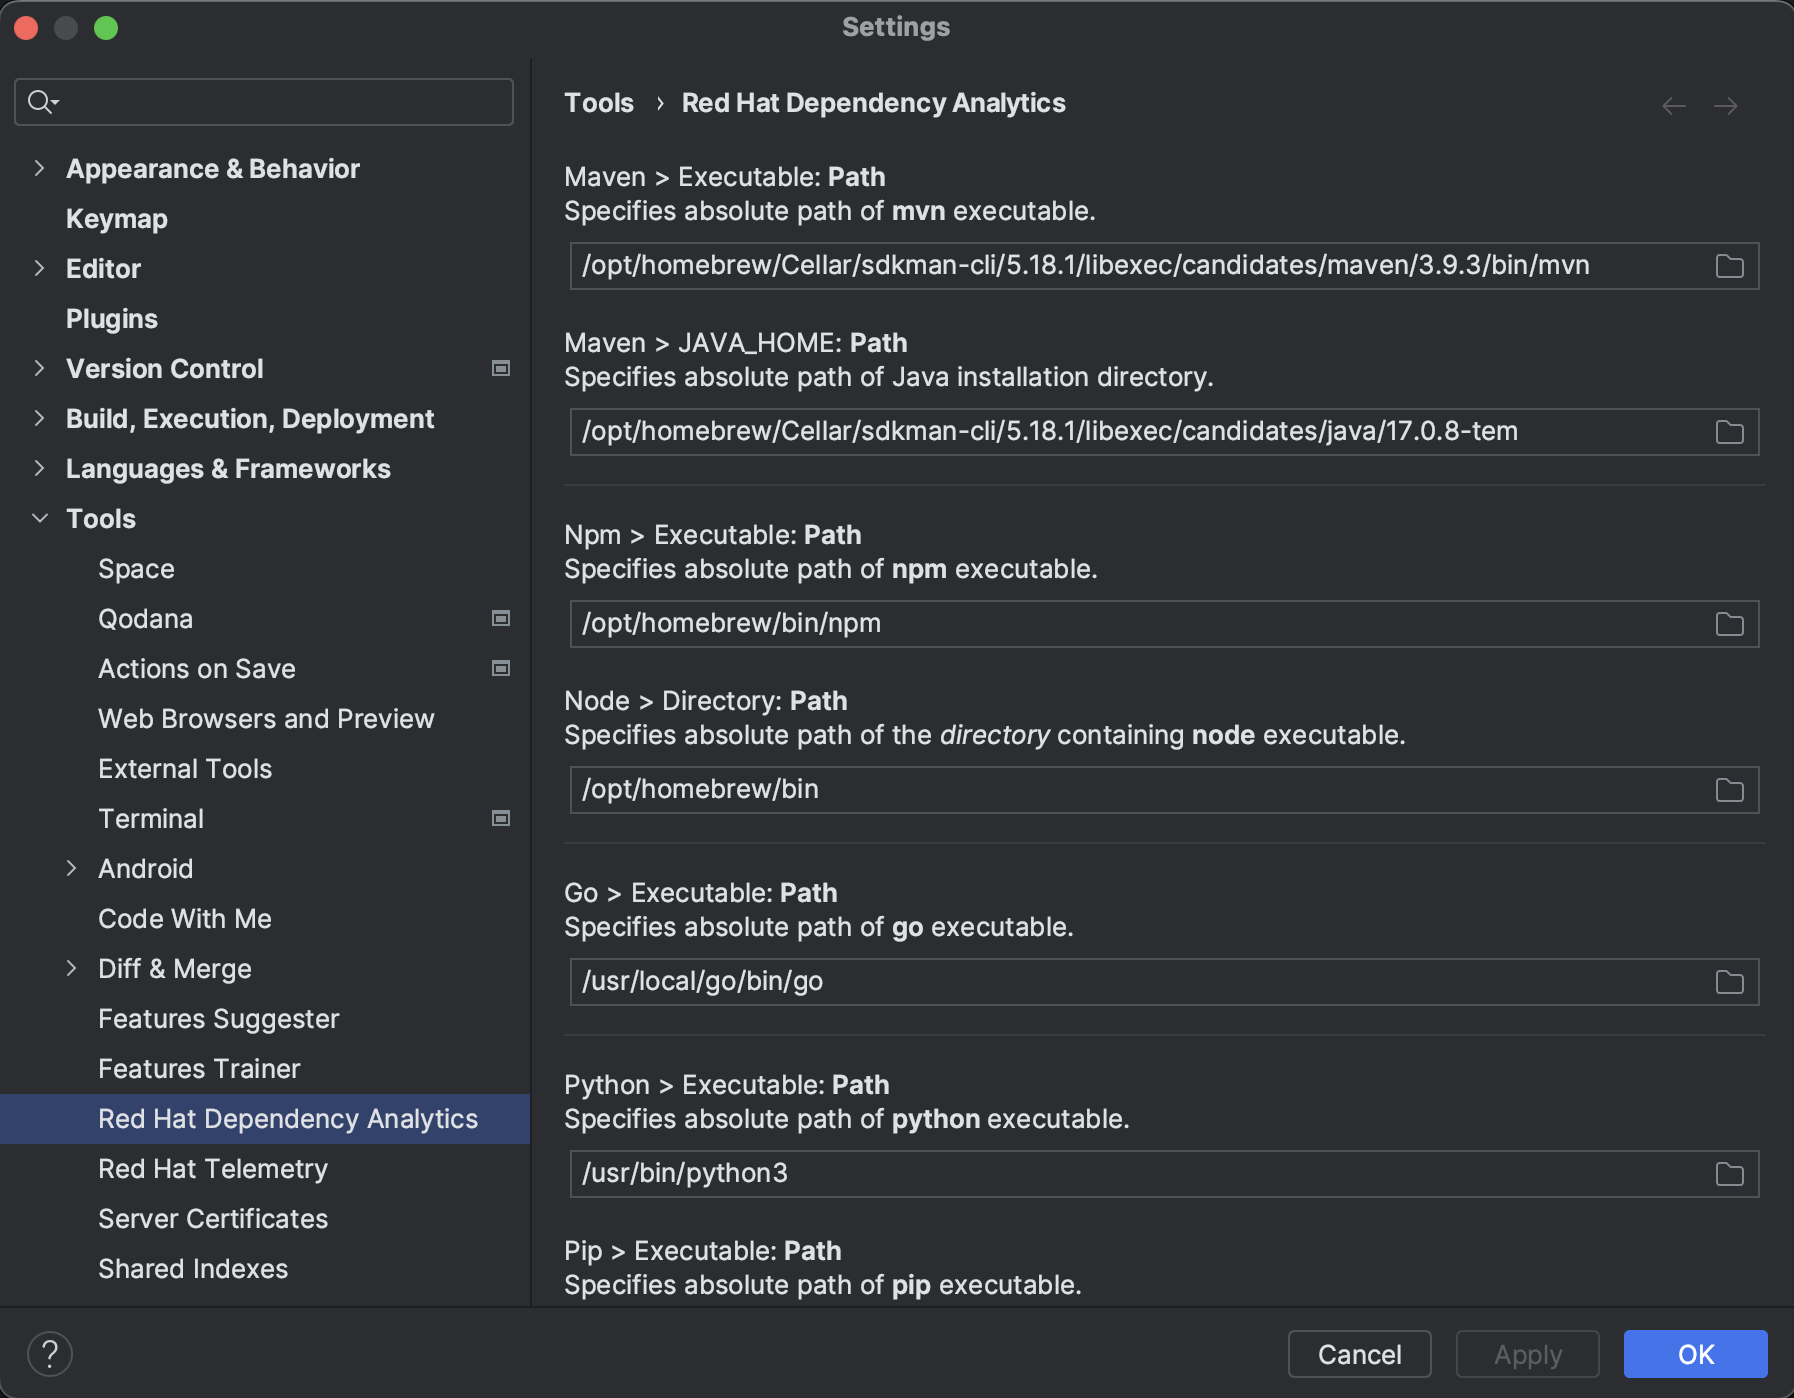 Settings
Appearance & Behavior
Keymap
Editor
Plugins
Version Control
Build, Execution, Deployment
Languages & Frameworks
Tools
Space
Qodana
Actions on Save
Web Browsers and Preview
External Tools
Terminal
Android
Code With Me
Diff & Merge
Features Suggester
Features Trainer
Red Hat Dependency Analytics
Red Hat Telemetry
Server Certificates
Shared Indexes
Tools › Red Hat Dependency Analytics
Maven > Executable: Path
Specifies absolute path of mvn executable.
/opt/homebrew/Cellar/sdkman-cli/5.18.1/libexec/candidates/maven/3.9.3/bin/mvn
Maven > JAVA_HOME: Path
Specifies absolute path of Java installation directory.
/opt/homebrew/Cellar/sdkman-cli/5.18.1/libexec/candidates/java/17.0.8-tem
Npm > Executable: Path
Specifies absolute path of npm executable.
/opt/homebrew/bin/npm
Node > Directory: Path
Specifies absolute path of the directory containing node executable.
/opt/homebrew/bin
Go > Executable: Path
Specifies absolute path of go executable.
/usr/local/go/bin/go
Python > Executable: Path
Specifies absolute path of python executable.
/usr/bin/python3
Pip > Executable: Path
Specifies absolute path of pip executable.
?
Cancel
Apply
OK